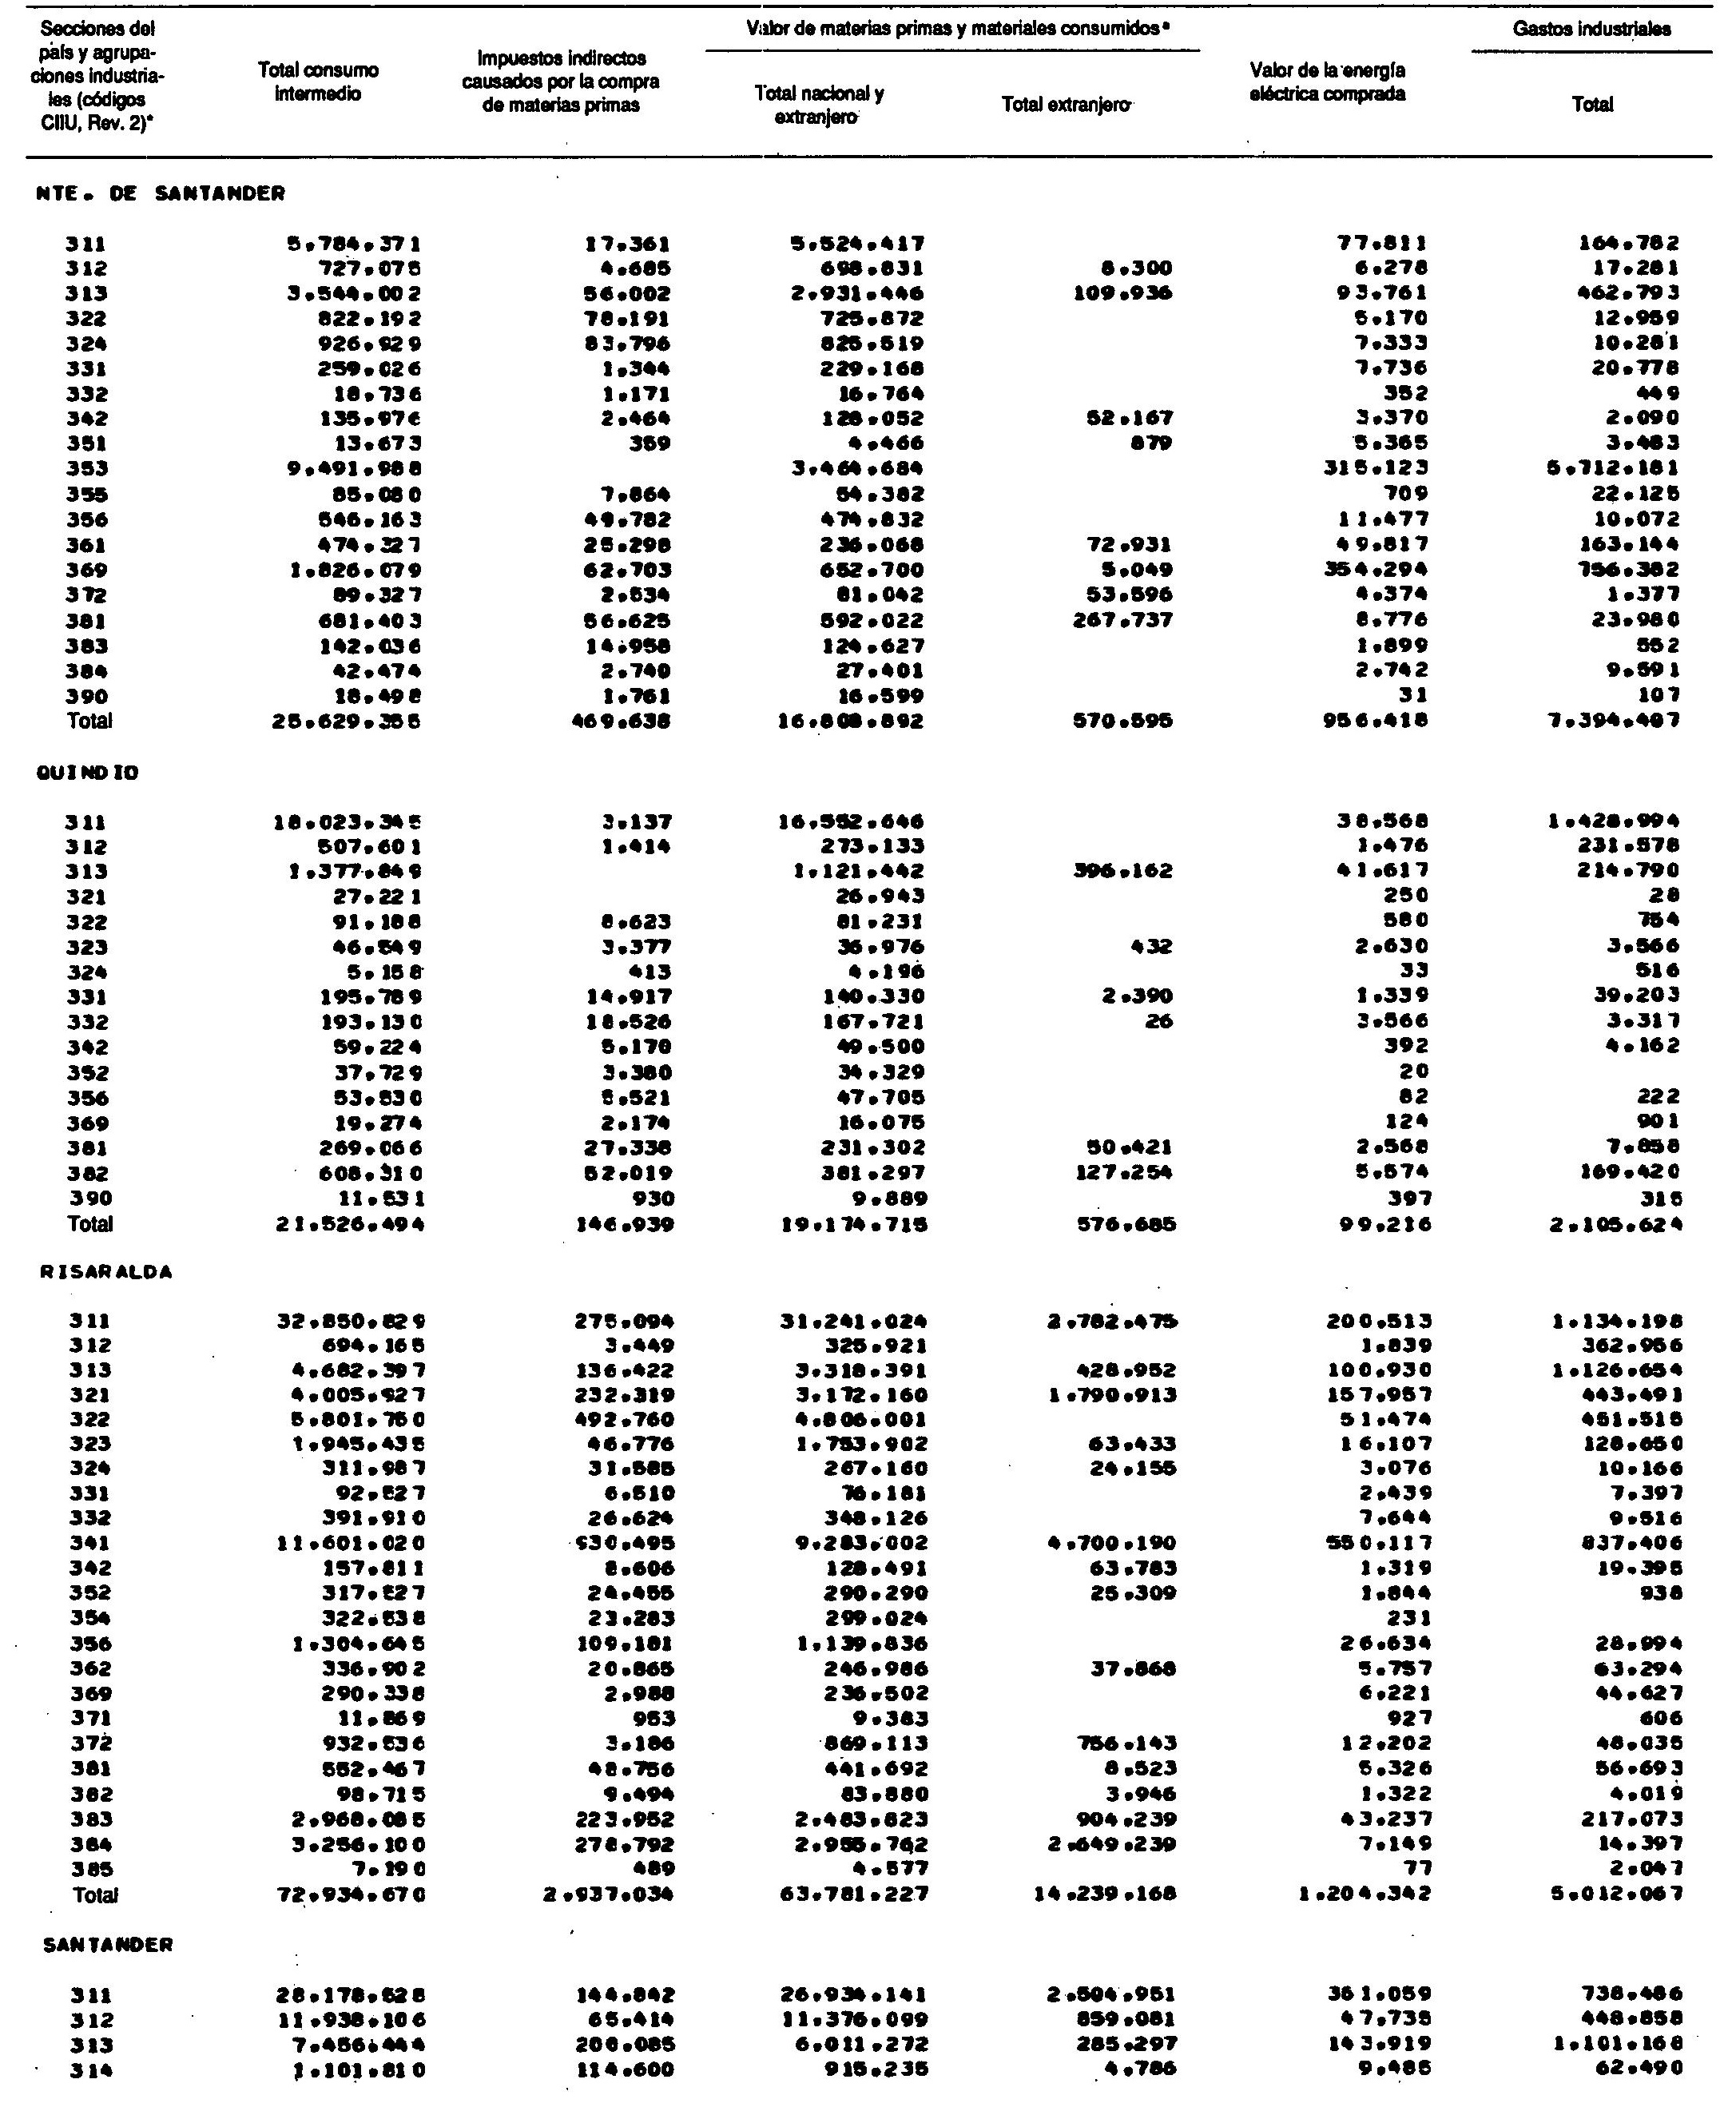 Secciones del país y agrupaciones industriales (códigos CIIU, Rev. 2)* Total consumo intermedio Impuestos indirectos causados por la compra de materias primas Valor de materias primas y materiales consumidosª Valor de la energía eléctrica comprada Gastos industriales
Total nacional y extranjero Total extranjero Total
NTE. DE SANTANDER
311 5.784.371 17.361 5.524.417 77.811 164.782
312 727.075 4.685 698.831 8.300 6.278 17.281
313 3.544.002 56.002 2.931.446 109.936 93.761 462.793
322 822.192 78.191 725.872 5.170 12.959
324 926.929 83.796 825.519 7.333 10.281
331 259.026 1.344 229.168 7.736 20.778
332 18.736 1.171 16.764 352 449
342 135.976 2.464 128.052 52.167 3.370 2.090
351 13.673 359 4.466 879 5.365 3.483
353 9.491.988 3.464.684 315.123 5.712.181
355 85.080 7.864 54.382 709 22.125
356 546.163 49.782 474.832 11.477 10.072
361 474.327 25.298 236.068 72.931 49.817 163.144
369 1.826.079 62.703 652.700 5.049 354.294 756.382
372 89.327 2.534 81.042 53.596 4.374 1.377
381 681.403 56.625 592.022 267.737 8.776 23.980
383 142.036 14.958 124.627 1.899 552
384 42.474 2.740 27.401 2.742 9.591
390 18.498 1.761 16.599 31 107
Total 25.629.355 469.638 16.808.892 570.595 956.418 7.394.407
QUINDIO
311 18.023.345 3.137 16.552.646 38.568 1.428.994
312 507.601 1.414 273.133 1.476 231.578
313 1.377.849 1.121.442 396.162 41.617 214.790
321 27.221 26.943 250 28
322 91.188 8.623 81.231 580 754
323 46.549 3.377 36.976 432 2.630 3.566
324 5.158 413 4.196 33 516
331 195.789 14.917 140.330 2.390 1.339 39.203
332 193.130 18.526 167.721 26 3.566 3.317
342 59.224 5.170 49.500 392 4.162
352 37.729 3.380 34.329 20
356 53.530 5.521 47.705 82 222
369 19.274 2.174 16.075 124 901
381 269.066 27.338 231.302 50.421 2.568 7.858
382 608.310 52.019 381.297 127.254 5.574 169.420
390 11.531 930 9.889 397 315
Total 21.526.494 146.939 19.174.715 576.685 99.216 2.105.624
RISARALDA
311 32.850.829 275.094 31.241.024 2.782.475 200.513 1.134.198
312 694.165 3.449 325.921 1.839 362.956
313 4.682.397 136.422 3.318.391 428.952 100.930 1.126.654
321 4.005.927 232.319 3.172.160 1.790.913 157.957 443.491
322 5.801.750 492.760 4.806.001 51.474 451.515
323 1.945.435 46.776 1.753.902 63.433 16.107 128.650
324 311.987 31.585 267.160 24.155 3.076 10.166
331 92.527 6.510 76.181 2.439 7.397
332 391.910 26.624 348.126 7.644 9.516
341 11.601.020 930.495 9.283.002 4.700.190 550.117 837.406
342 157.811 8.606 128.491 63.783 1.319 19.395
352 317.527 24.455 290.290 25.309 1.844 938
354 322.538 23.283 299.024 231
356 1.304.645 109.181 1.139.836 26.634 28.994
362 336.902 20.865 246.986 37.868 5.757 63.294
369 290.338 2.988 236.502 6.221 44.627
371 11.869 953 9.383 927 606
372 932.536 3.186 869.113 756.143 12.202 48.035
381 552.467 48.756 441.692 8.523 5.326 56.693
382 98.715 9.494 83.880 3.946 1.322 4.019
383 2.968.085 223.952 2.483.823 904.239 43.237 217.073
384 3.256.100 278.792 2.955.762 2.649.239 7.149 14.397
385 7.190 489 4.577 77 2.047
Total 72.934.670 2.937.034 63.781.227 14.239.168 1.204.342 5.012.067
SANTANDER
311 28.178.528 144.842 26.934.141 2.504.951 361.059 738.486
312 11.938.106 65.414 11.376.099 859.081 47.735 448.858
313 7.456.444 200.085 6.011.272 285.297 143.919 1.101.168
314 1.101.810 114.600 915.235 4.786 9.485 62.490